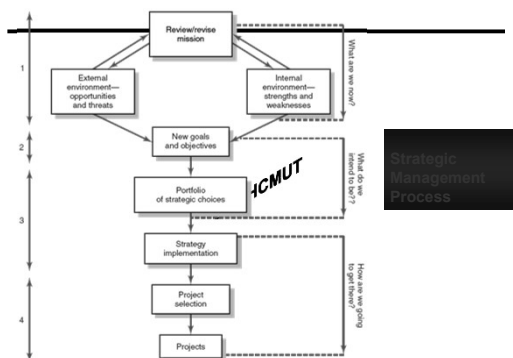 Review/revise
mission
What are we now?
1
External
environment—
opportunities
and threats
Internal
environment—
strengths and
weaknesses
2
New goals
and objectives
What do we
intend to be??
HCMUT
Strategic
Management
Process
Portfolio
of strategic choices
3
Strategy
implementation
How are we going
to get there?
Project
selection
4
Projects